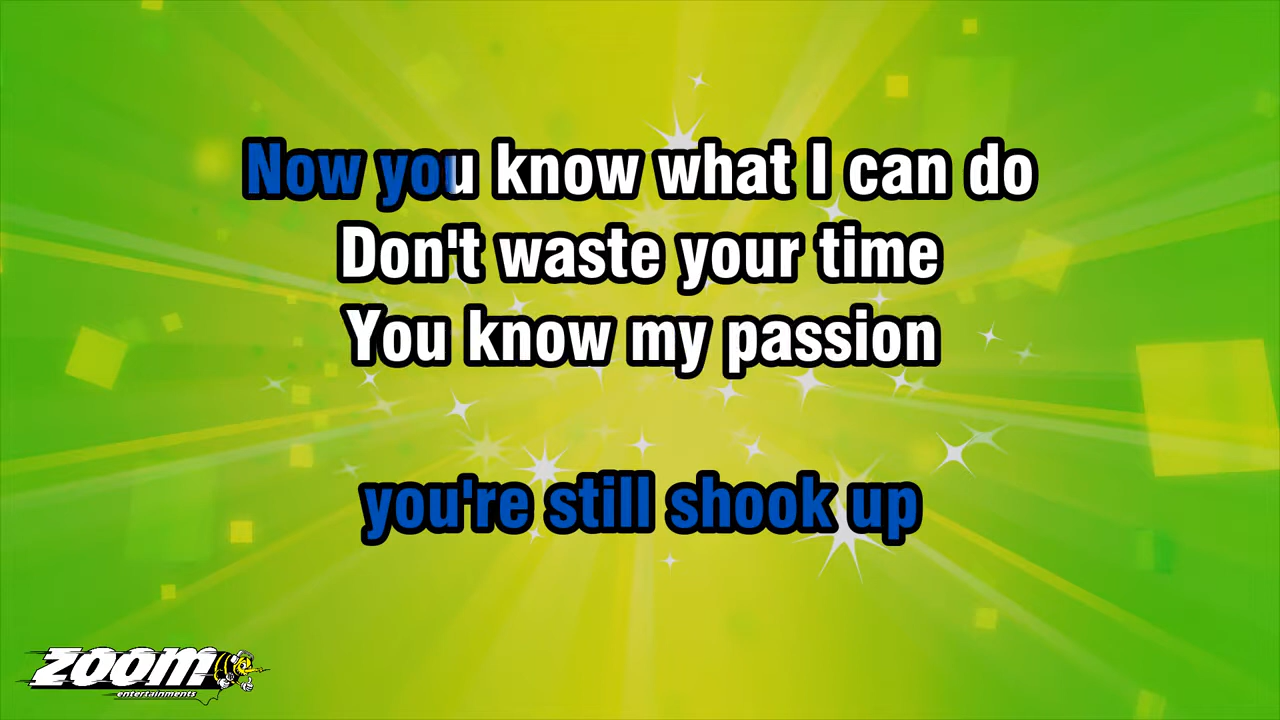 Now you know what I can do
Don't waste your time
You know my passion
you're still shook up
ZOOM
entertainments